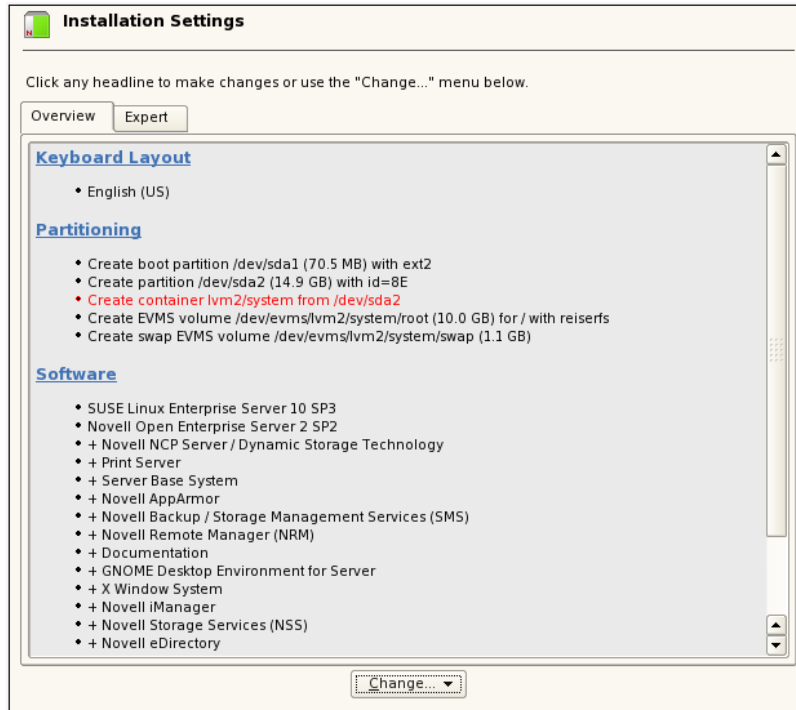 Installation Settings
Click any headline to make changes or use the "Change..." menu below.
Overview
Expert
Keyboard Layout
• English (US)
Partitioning
• Create boot partition /dev/sda1 (70.5 MB) with ext2
• Create partition /dev/sda2 (14.9 GB) with id=8E
• Create container lvm2/system from /dev/sda2
• Create EVMS volume /dev/evms/lvm2/system/root (10.0 GB) for / with reiserfs
• Create swap EVMS volume /dev/evms/lvm2/system/swap (1.1 GB)
Software
• SUSE Linux Enterprise Server 10 SP3
• Novell Open Enterprise Server 2 SP2
• + Novell NCP Server / Dynamic Storage Technology
• + Print Server
• + Server Base System
• + Novell AppArmor
• + Novell Backup / Storage Management Services (SMS)
• + Novell Remote Manager (NRM)
• + Documentation
• + GNOME Desktop Environment for Server
• + X Window System
• + Novell iManager
• + Novell Storage Services (NSS)
• + Novell eDirectory
Change...